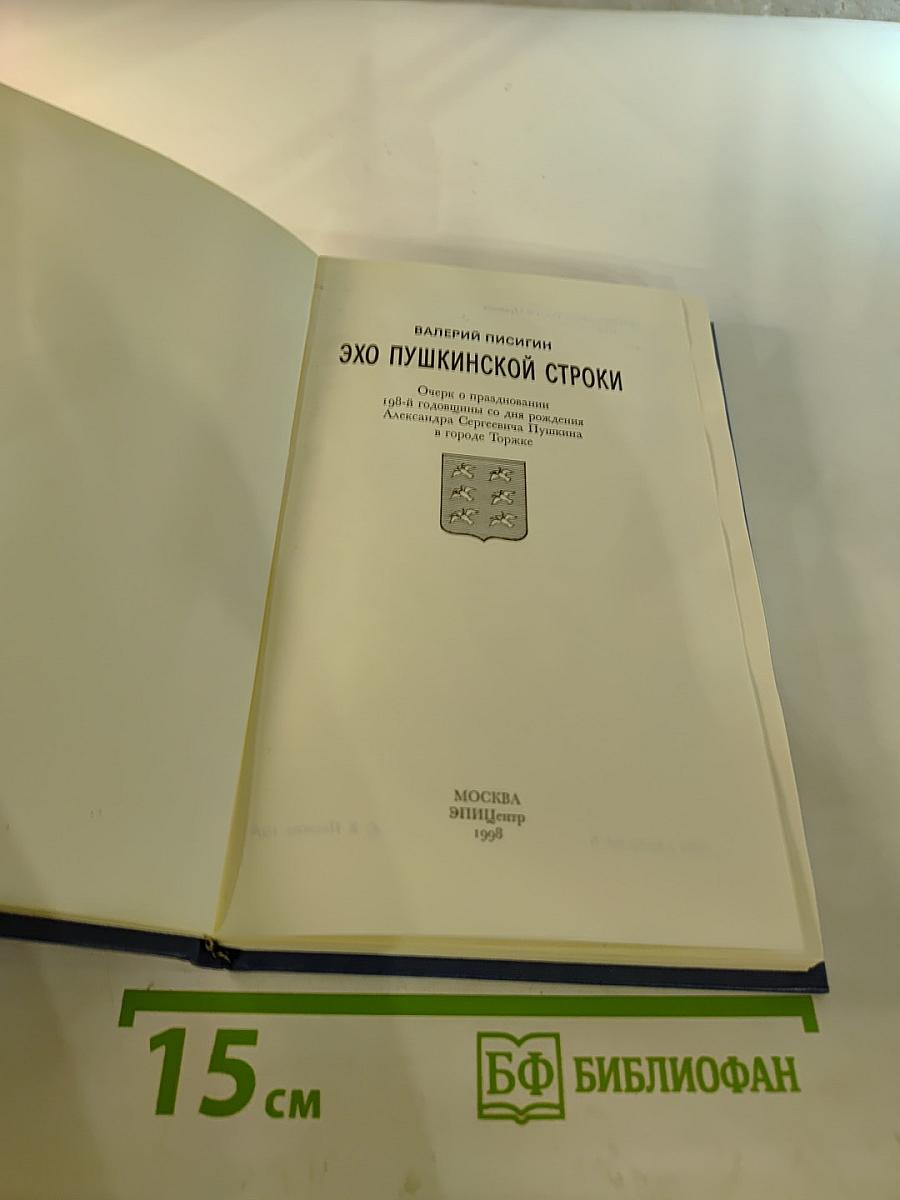 ВАЛЕРИЙ ПИСИГИН
ЭХО ПУШКИНСКОЙ СТРОКИ
Очерк о праздновании
198-й годовщины со дня рождения
Александра Сергеевича Пушкина
в городе Торжке
МОСКВА
ЭПИЦентр
1998
15 см
БФ БИБЛИОФАН